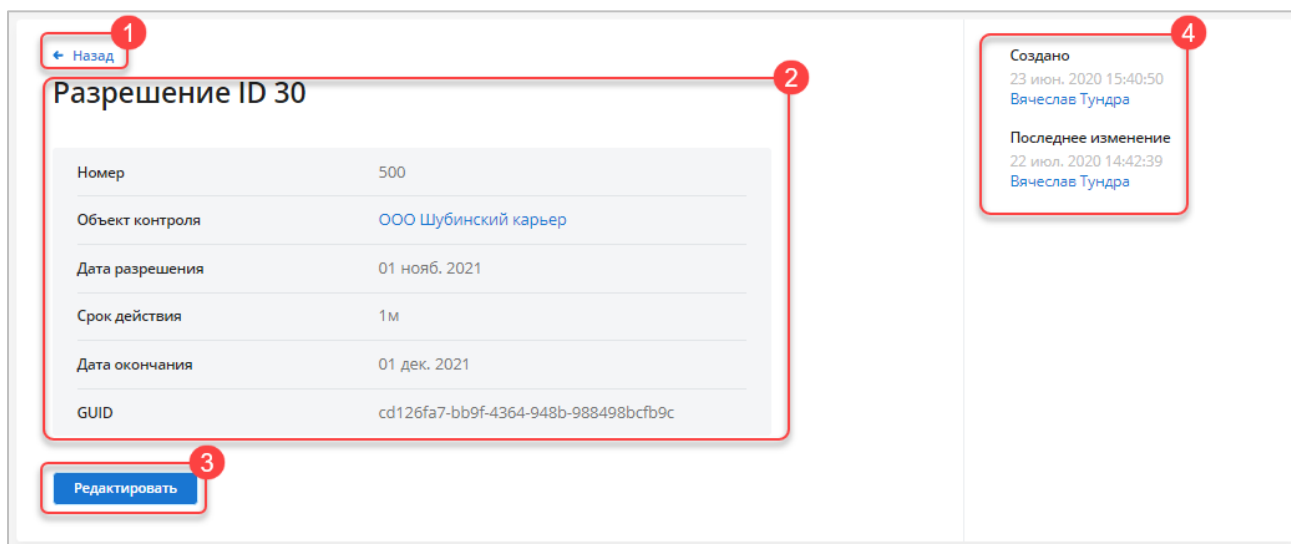 1
← Назад
2
Разрешение ID 30
Номер 500
Объект контроля ООО Шубинский карьер
Дата разрешения 01 нояб. 2021
Срок действия 1м
Дата окончания 01 дек. 2021
GUID cd126fa7-bb9f-4364-948b-988498bcfb9c
3
Редактировать
4
Создано
23 июн. 2020 15:40:50
Вячеслав Тундра
Последнее изменение
22 июл. 2020 14:42:39
Вячеслав Тундра